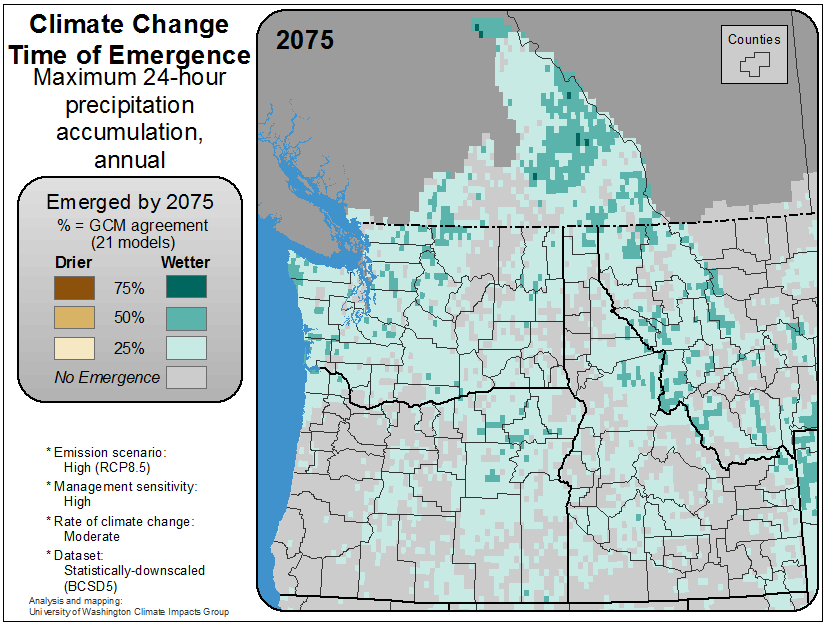 Climate Change
Time of Emergence
Maximum 24-hour
precipitation
accumulation,
annual
2075
Counties
Emerged by 2075
% = GCM agreement
(21 models)
Drier Wetter
75%
50%
25%
No Emergence
* Emission scenario:
High (RCP8.5)
* Management sensitivity:
High
* Rate of climate change:
Moderate
* Dataset:
Statistically-downscaled
(BCSD5)
Analysis and mapping:
University of Washington Climate Impacts Group